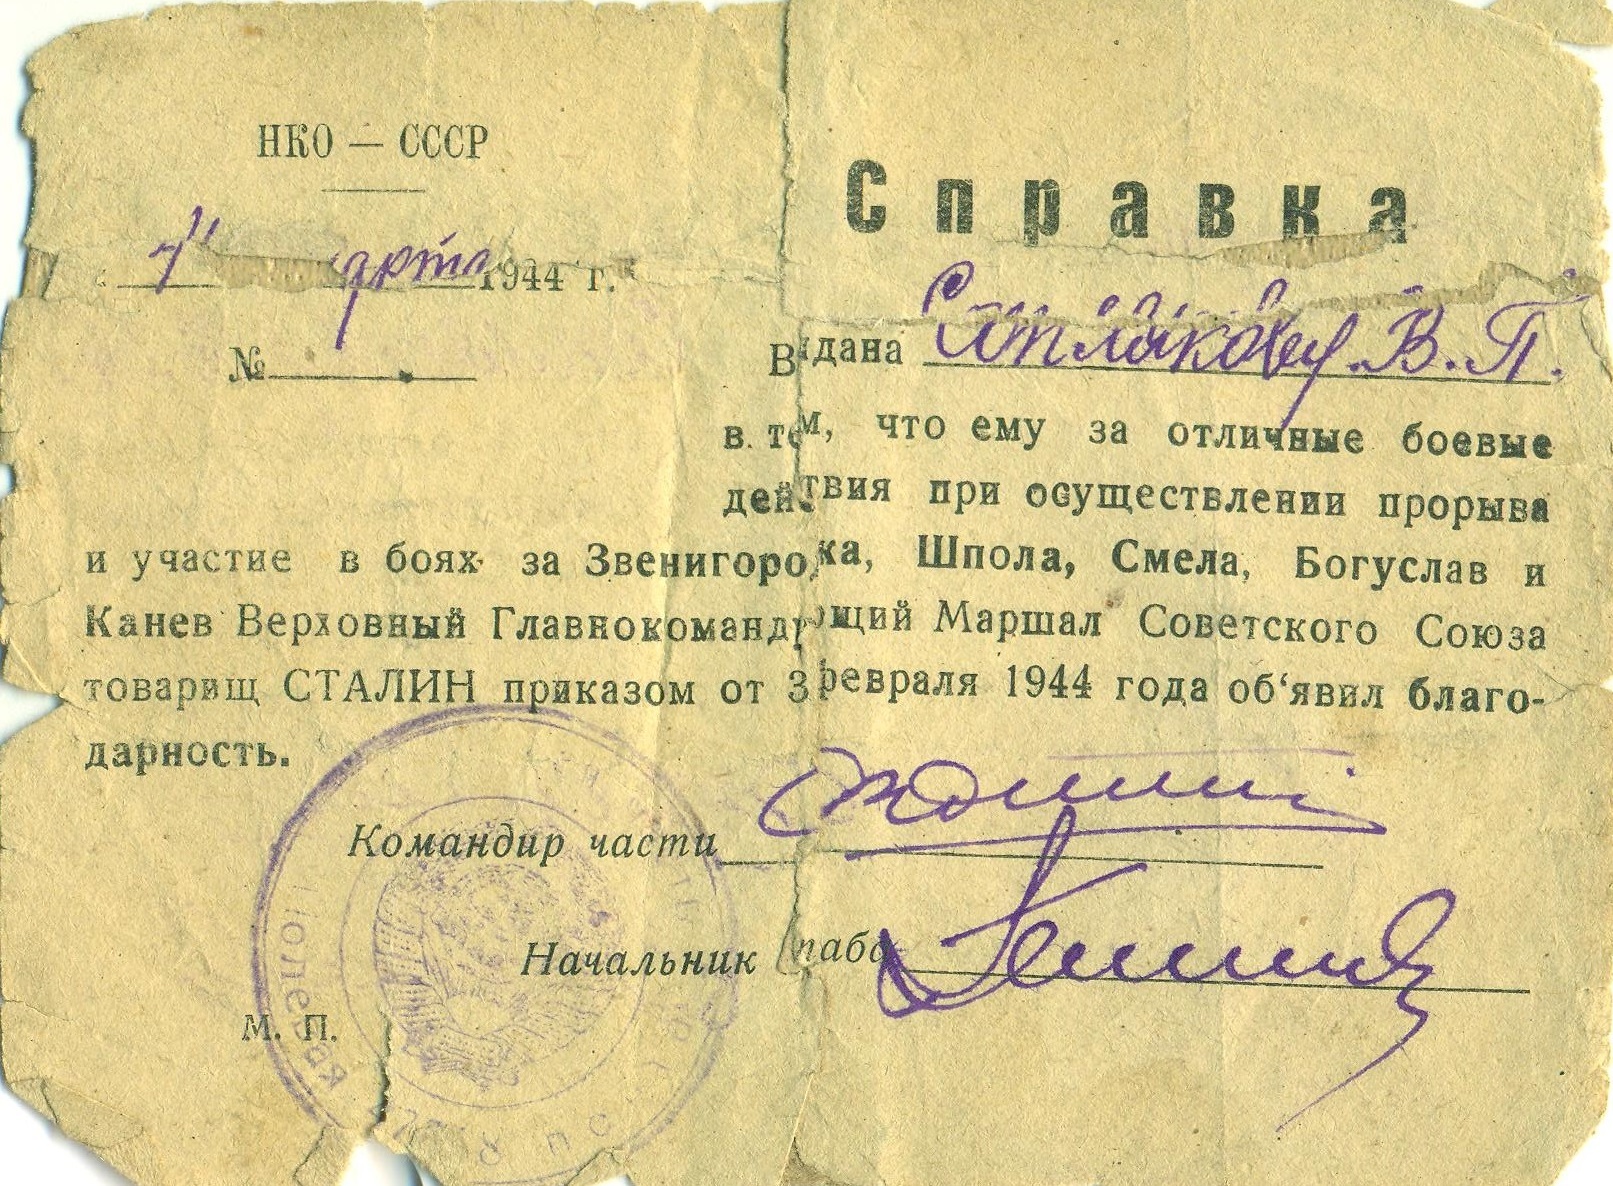 НКО — СССР
1944 г.
№
Справка
Выдана В. П.
в том, что ему за отличные боевые
действия при осуществлении прорыва
и участие в боях за Звенигородка, Шпола, Смела, Богуслав и
Канев Верховный Главнокомандующий Маршал Советского Союза
товарищ СТАЛИН приказом от 3 февраля 1944 года об‘явил благо-
дарность.
Командир части
Начальник штаба
М. П.